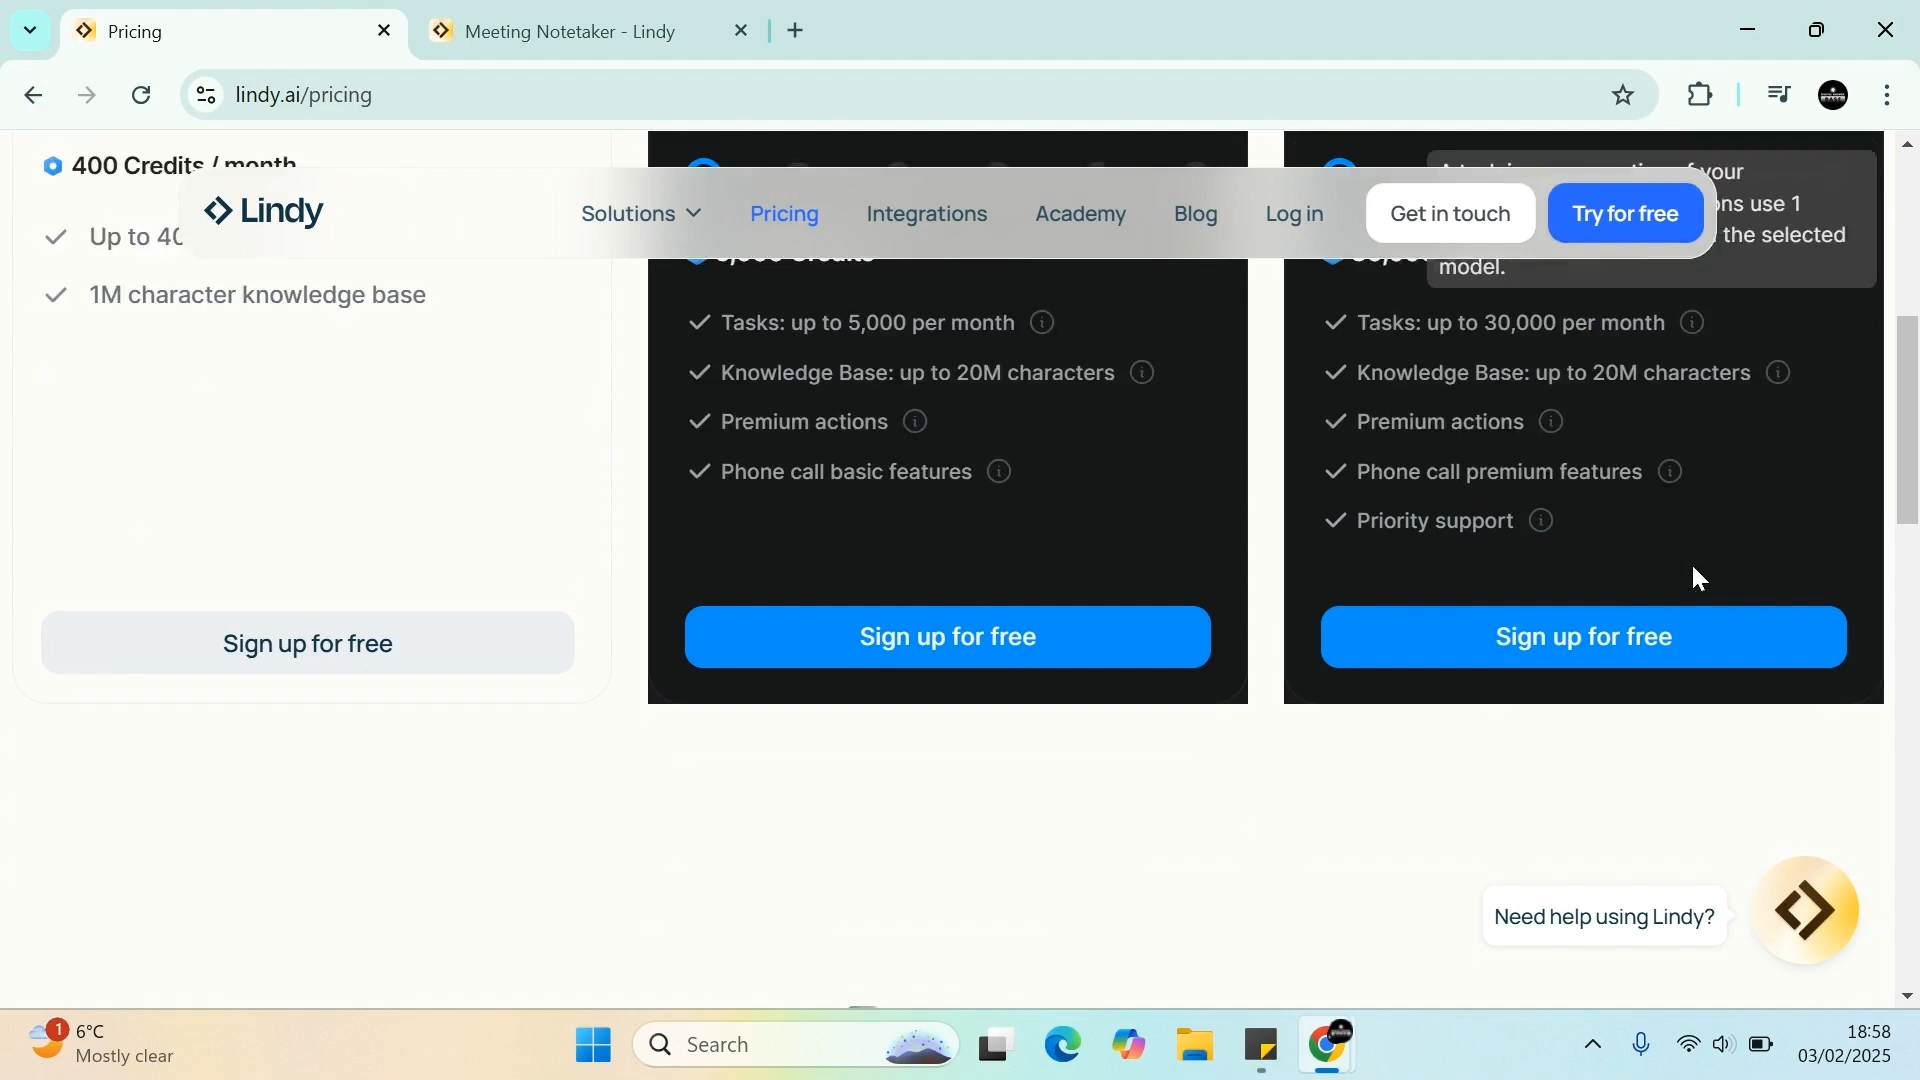 Pricing
Meeting Notetaker - Lindy
lindy.ai/pricing
400 Credits / month
Lindy
Solutions
Pricing
Integrations
Academy
Blog
Log in
Get in touch
Try for free
your
ons use 1
the selected
model.
Up to 40
1M character knowledge base
Sign up for free
Tasks: up to 5,000 per month
Knowledge Base: up to 20M characters
Premium actions
Phone call basic features
Sign up for free
Tasks: up to 30,000 per month
Knowledge Base: up to 20M characters
Premium actions
Phone call premium features
Priority support
Sign up for free
Need help using Lindy?
1
6°C
Mostly clear
Search
18:58
03/02/2025